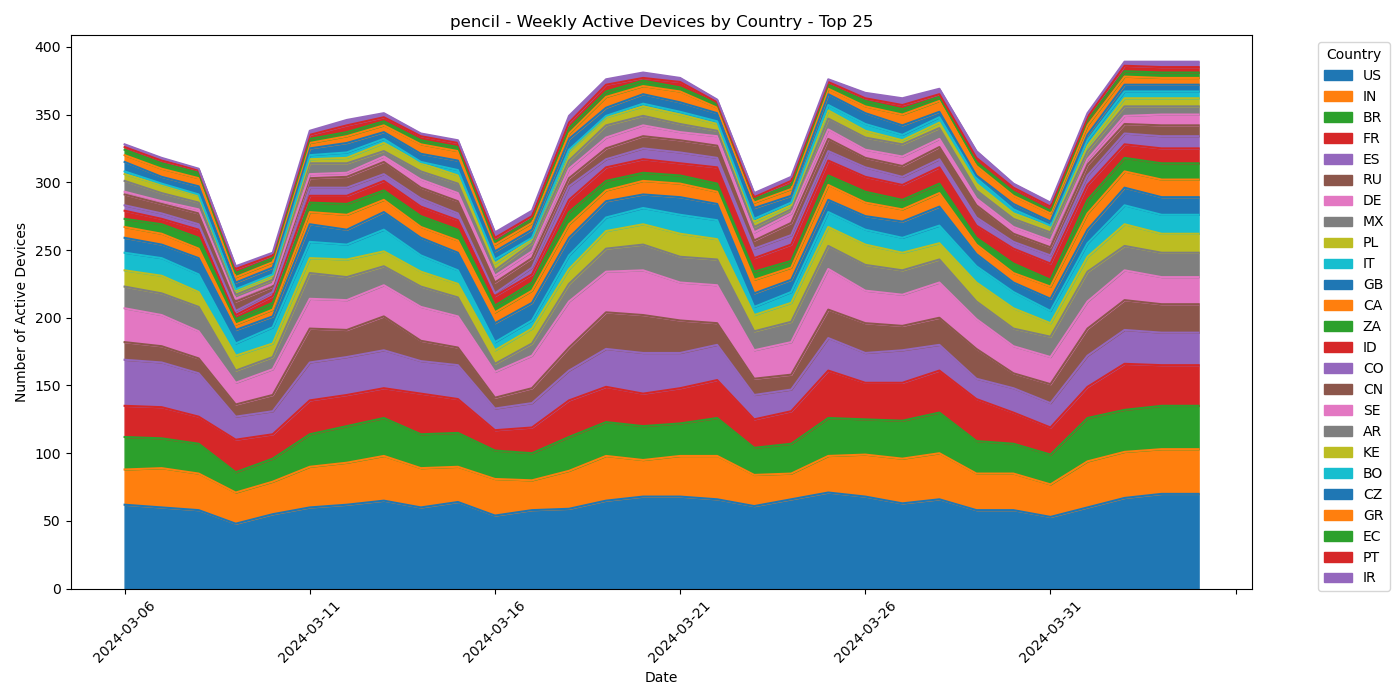 pencil - Weekly Active Devices by Country - Top 25
Number of Active Devices
400
350
300
250
200
150
100
50
0
2024-03-06
2024-03-11
2024-03-16
2024-03-21
2024-03-26
2024-03-31
Date
Country
US
IN
BR
FR
ES
RU
DE
MX
PL
IT
GB
CA
ZA
ID
CO
CN
SE
AR
KE
BO
CZ
GR
EC
PT
IR